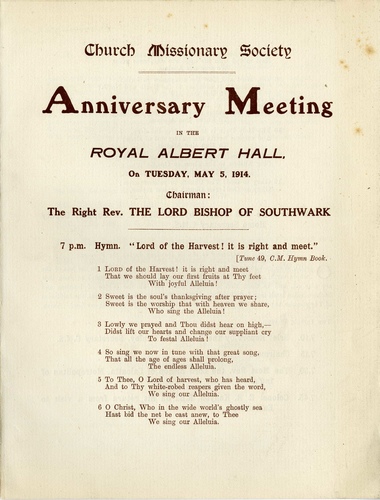 Church Missionary Society
Anniversary Meeting
IN THE
ROYAL ALBERT HALL,
On TUESDAY, MAY 5, 1914.
Chairman:
The Right Rev. THE LORD BISHOP OF SOUTHWARK
7 p.m. Hymn. "Lord of the Harvest! it is right and meet."
[Tune 49, C.M. Hymn Book.
1 LORD of the Harvest! it is right and meet
That we should lay our first fruits at Thy feet
With joyful Alleluia!
2 Sweet is the soul's thanksgiving after prayer;
Sweet is the worship that with heaven we share,
Who sing the Alleluia!
3 Lowly we prayed and Thou didst hear on high,—
Didst lift our hearts and change our suppliant cry
To festal Alleluia!
4 So sing we now in tune with that great song,
That all the age of ages shall prolong,
The endless Alleluia.
5 To Thee, O Lord of harvest, who has heard,
And to Thy white-robed reapers given the word,
We sing our Alleluia.
6 O Christ, Who in the wide world's ghostly sea
Hast bid the net be cast anew, to Thee
We sing our Alleluia.